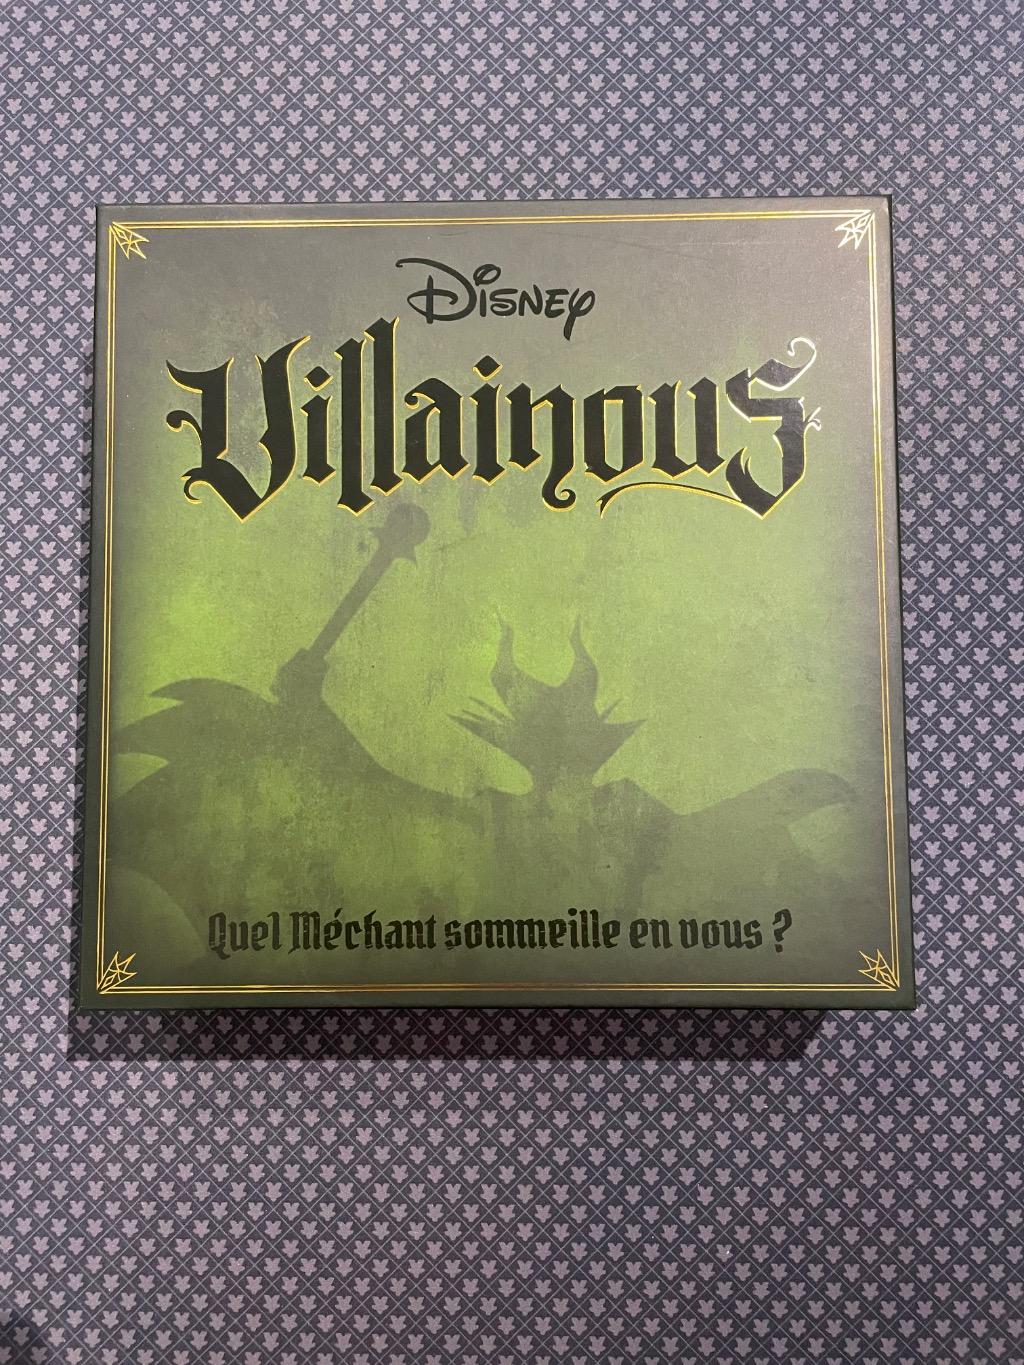 Disney
Villainous
Quel Méchant sommeille en vous ?